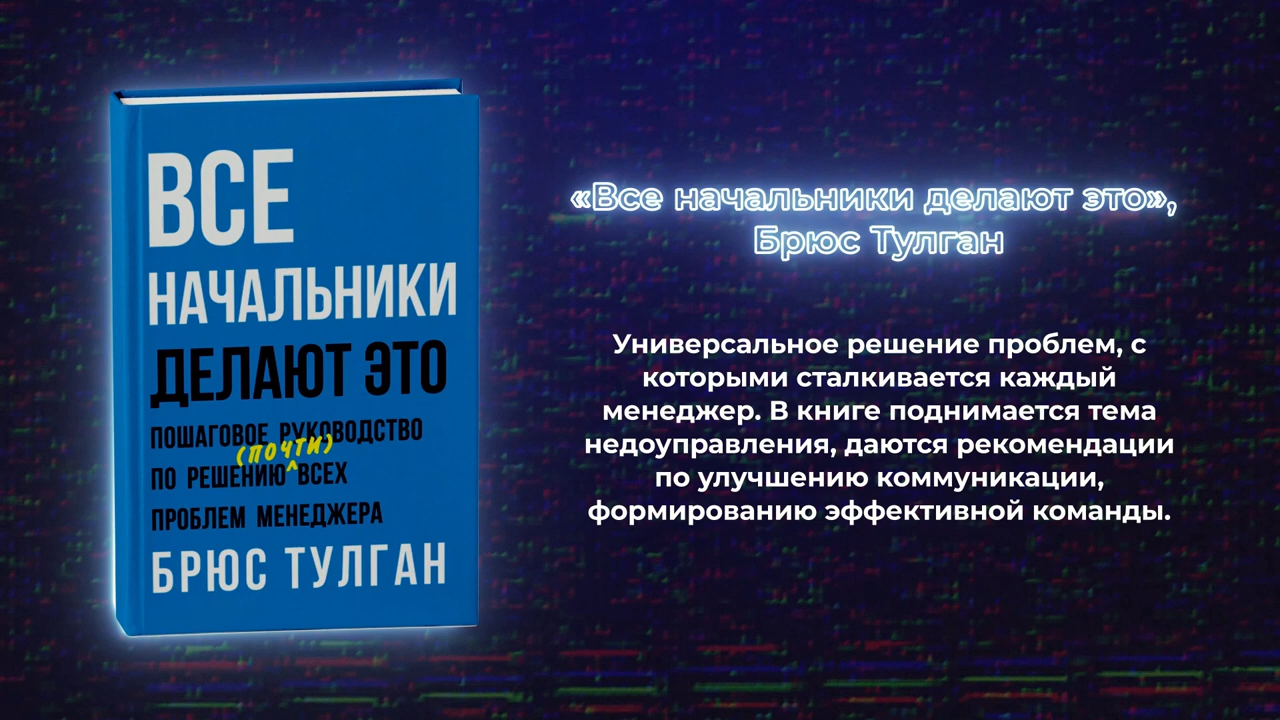 ВСЕ
НАЧАЛЬНИКИ
ДЕЛАЮТ ЭТО
ПОШАГОВОЕ РУКОВОДСТВО
(ПОЧТИ)
ПО РЕШЕНИЮ ВСЕХ
ПРОБЛЕМ МЕНЕДЖЕРА
БРЮС ТУЛГАН
«Все начальники делают это»,
Брюс Тулган
Универсальное решение проблем, с
которыми сталкивается каждый
менеджер. В книге поднимается тема
недоуправления, даются рекомендации
по улучшению коммуникации,
формированию эффективной команды.